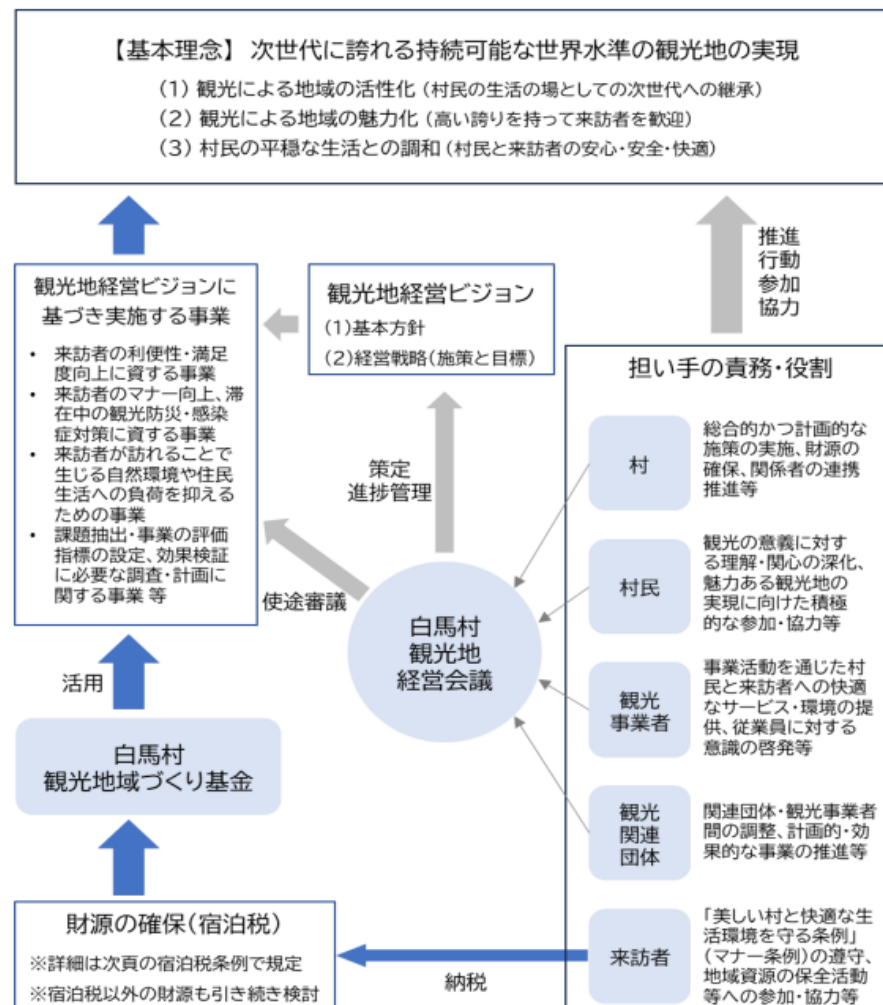 【基本理念】 次世代に誇れる持続可能な世界水準の観光地の実現
(1) 観光による地域の活性化 (村民の生活の場としての次世代への継承)
(2) 観光による地域の魅力化 (高い誇りを持って来訪者を歓迎)
(3) 村民の平穏な生活との調和 (村民と来訪者の安心・安全・快適)
推進
行動
参加
協力
観光地経営ビジョンに
基づき実施する事業
• 来訪者の利便性・満足
度向上に資する事業
• 来訪者のマナー向上、滞
在中の観光防災・感染
症対策に資する事業
• 来訪者が訪れることで
生じる自然環境や住民
生活への負荷を抑える
ための事業
• 課題抽出・事業の評価
指標の設定、効果検証
に必要な調査・計画に
関する事業 等
観光地経営ビジョン
(1)基本方針
(2)経営戦略(施策と目標)
策定
進捗管理
使途審議
白馬村
観光地
経営会議
担い手の責務・役割
村
総合的かつ計画的な
施策の実施、財源の
確保、関係者の連携
推進等
村民
観光の意義に対す
る理解・関心の深化、
魅力ある観光地の
実現に向けた積極
的な参加・協力等
観光
事業者
事業活動を通じた村
民と来訪者への快適
なサービス・環境の提
供、従業員に対する
意識の啓発等
観光
関連
団体
関連団体・観光事業者
間の調整、計画的・効
果的な事業の推進等
来訪者
「美しい村と快適な生
活環境を守る条例」
(マナー条例)の遵守、
地域資源の保全活動
等への参加・協力等
活用
白馬村
観光地域づくり基金
財源の確保(宿泊税)
※詳細は次頁の宿泊税条例で規定
※宿泊税以外の財源も引き続き検討
納税